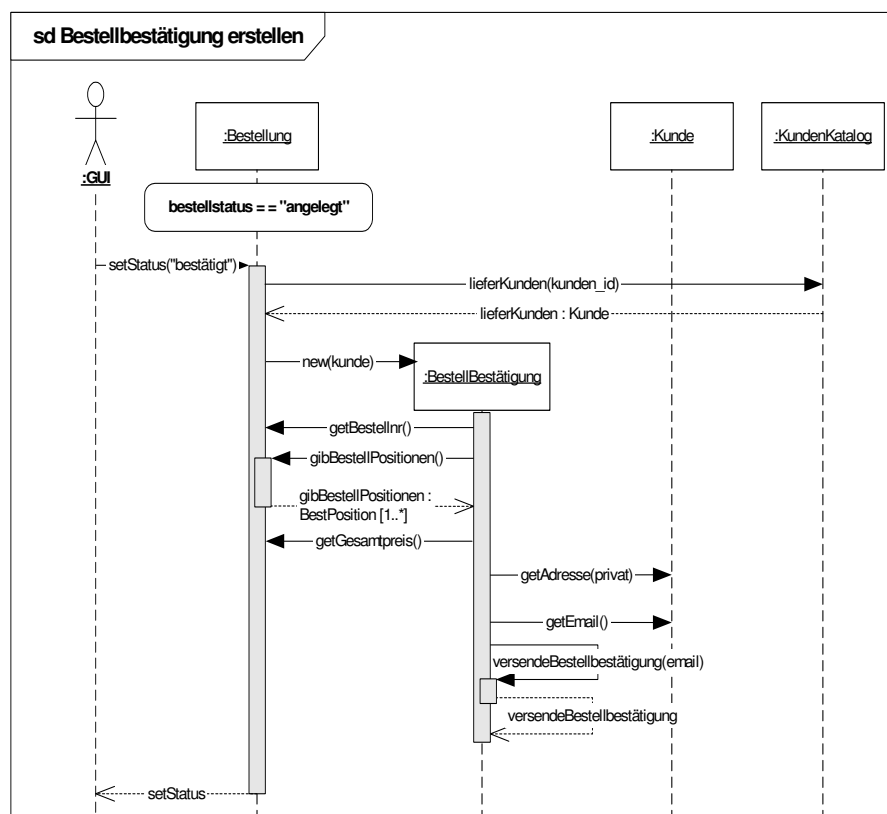 sd Bestellbestätigung erstellen
:GUI
:Bestellung
:Kunde
:KundenKatalog
bestellstatus = = "angelegt"
setStatus("bestätigt")
lieferKunden(kunden_id)
lieferKunden : Kunde
new(kunde)
:BestellBestätigung
getBestellnr()
gibBestellPositionen()
gibBestellPositionen :
BestPosition [1..*]
getGesamtpreis()
getAdresse(privat)
getEmail()
versendeBestellbestätigung(email)
versendeBestellbestätigung
setStatus